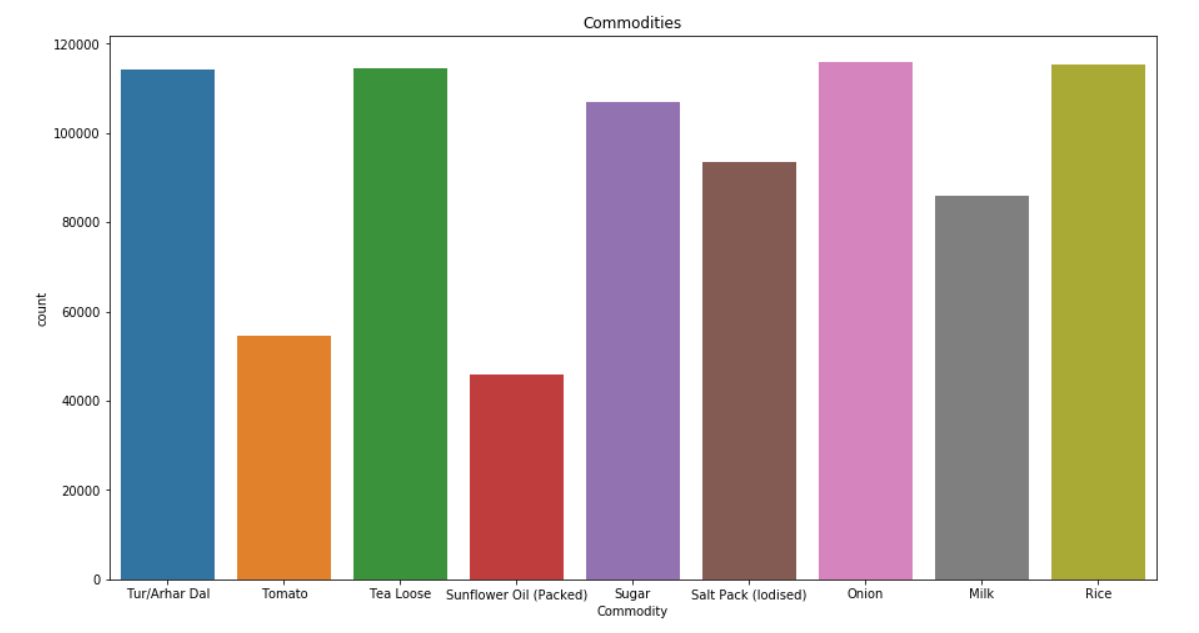 Commodities
120000
100000
80000
60000
40000
20000
0
count
Tur/Arhar Dal Tomato Tea Loose Sunflower Oil (Packed) Sugar Salt Pack (Iodised) Onion Milk Rice
Commodity